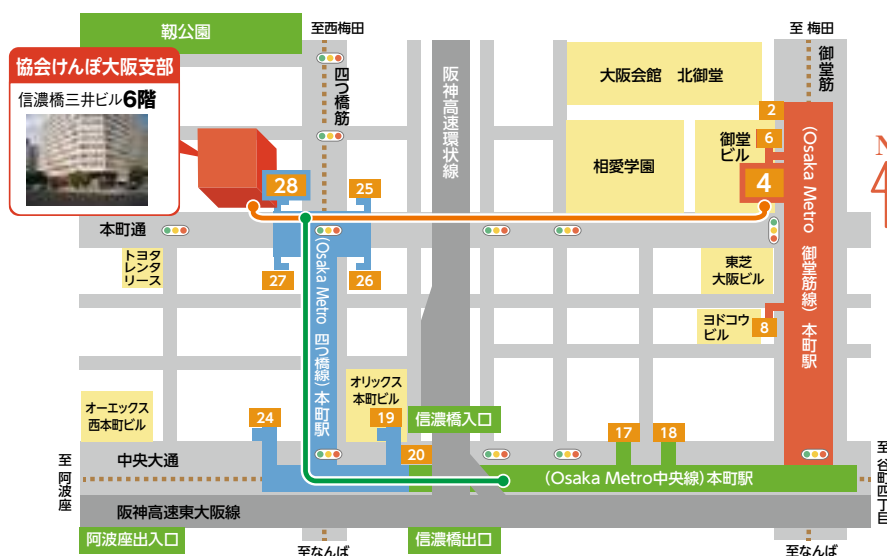 靱公園
至西梅田
至 梅田
協会けんぽ大阪支部
信濃橋三井ビル6階
四つ橋筋
阪神高速環状線
大阪会館 北御堂
御堂筋
2
6
御堂
ビル
相愛学園
4
N
4
28
25
本町通
27
26
トヨタ
レンタ
リース
(Osaka Metro 四つ橋線) 本町駅
(Osaka Metro 御堂筋線) 本町駅
東芝
大阪ビル
ヨドコウ
ビル
8
オーエックス
西本町ビル
オリックス
本町ビル
24
19
信濃橋入口
17
18
20
至 阿波座
中央大通
(Osaka Metro中央線)本町駅
至 谷町四丁目
阪神高速東大阪線
阿波座出入口
至なんば
信濃橋出口
至なんば